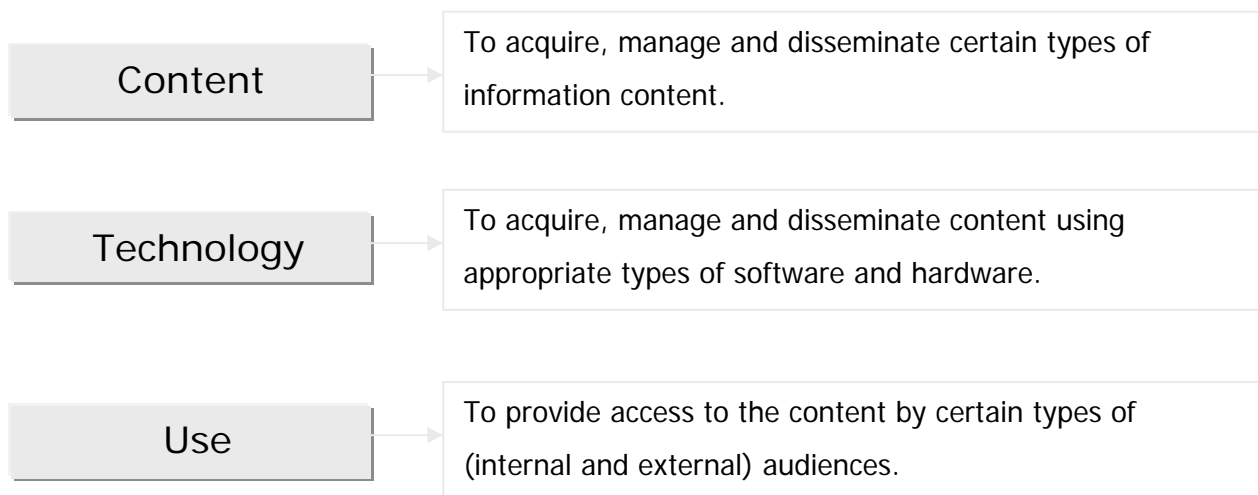 Content
To acquire, manage and disseminate certain types of
information content.
Technology
To acquire, manage and disseminate content using
appropriate types of software and hardware.
Use
To provide access to the content by certain types of
(internal and external) audiences.